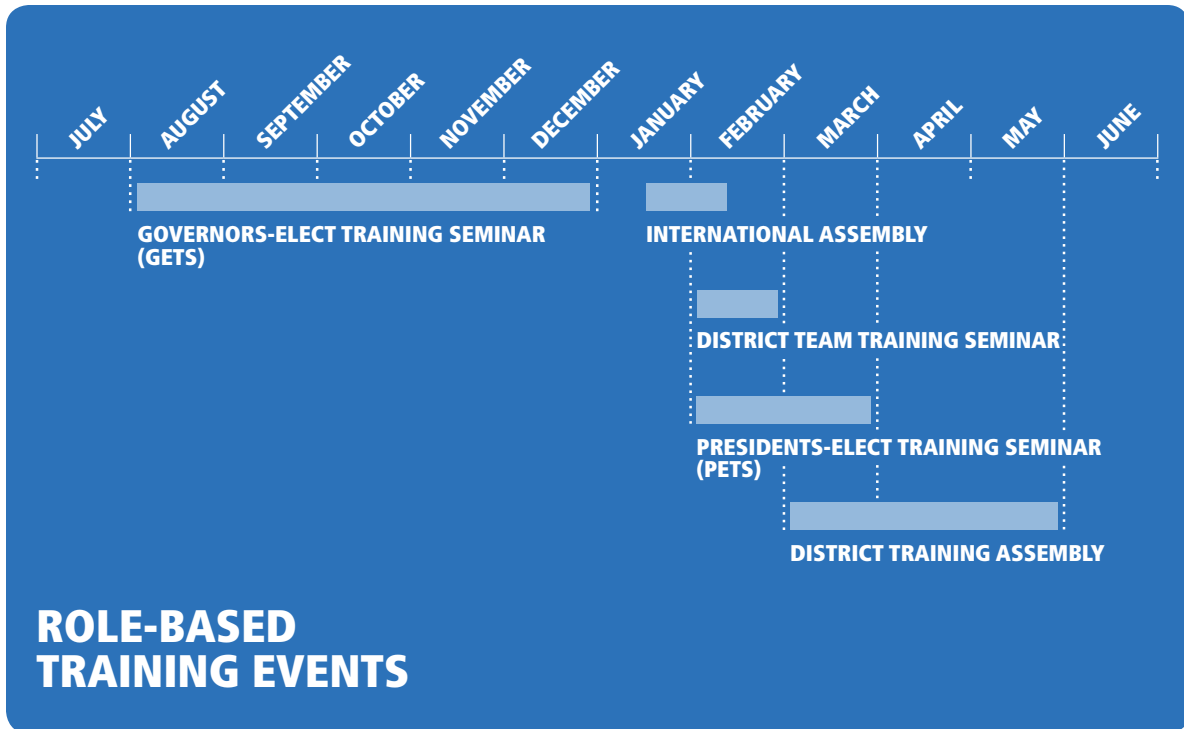 JULY
AUGUST
SEPTEMBER
OCTOBER
NOVEMBER
DECEMBER
JANUARY
FEBRUARY
MARCH
APRIL
MAY
JUNE
GOVERNORS-ELECT TRAINING SEMINAR
(GETS)
INTERNATIONAL ASSEMBLY
DISTRICT TEAM TRAINING SEMINAR
PRESIDENTS-ELECT TRAINING SEMINAR
(PETS)
DISTRICT TRAINING ASSEMBLY
ROLE-BASED
TRAINING EVENTS